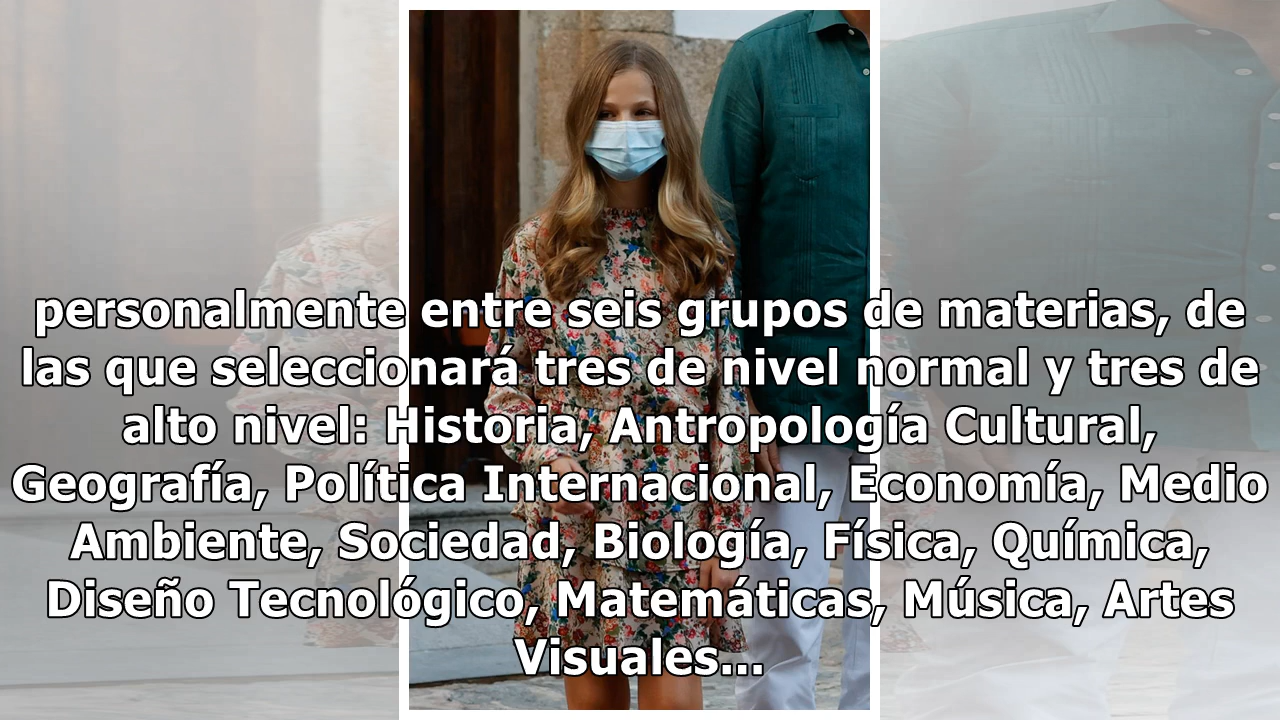 personalmente entre seis grupos de materias, de
las que seleccionará tres de nivel normal y tres de
alto nivel: Historia, Antropología Cultural,
Geografía, Política Internacional, Economía, Medio
Ambiente, Sociedad, Biología, Física, Química,
Diseño Tecnológico, Matemáticas, Música, Artes
Visuales...